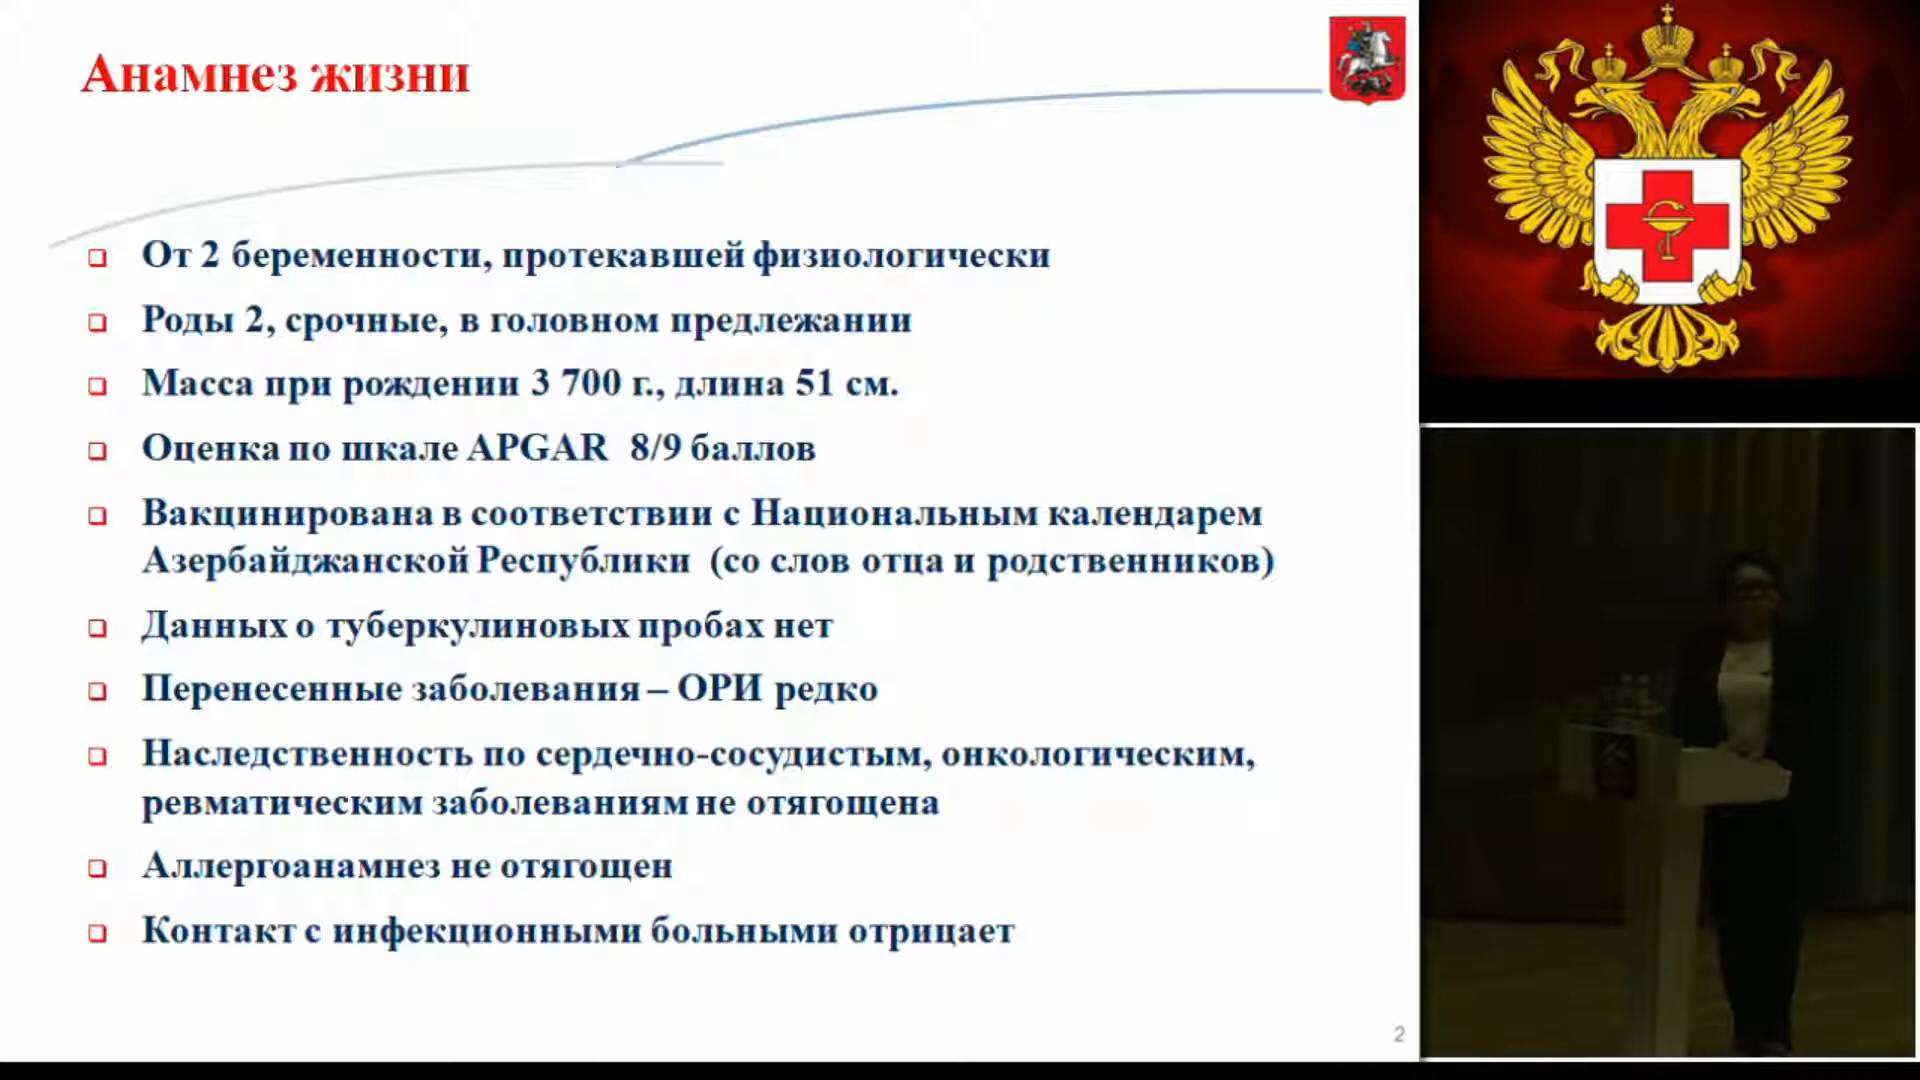 Анамнез жизни
От 2 беременности, протекавшей физиологически
Роды 2, срочные, в головном предлежании
Масса при рождении 3 700 г., длина 51 см.
Оценка по шкале APGAR 8/9 баллов
Вакцинирована в соответствии с Национальным календарем
Азербайджанской Республики (со слов отца и родственников)
Данных о туберкулиновых пробах нет
Перенесенные заболевания – ОРИ редко
Наследственность по сердечно-сосудистым, онкологическим,
ревматическим заболеваниям не отягощена
Аллергоанамнез не отягощен
Контакт с инфекционными больными отрицает
2